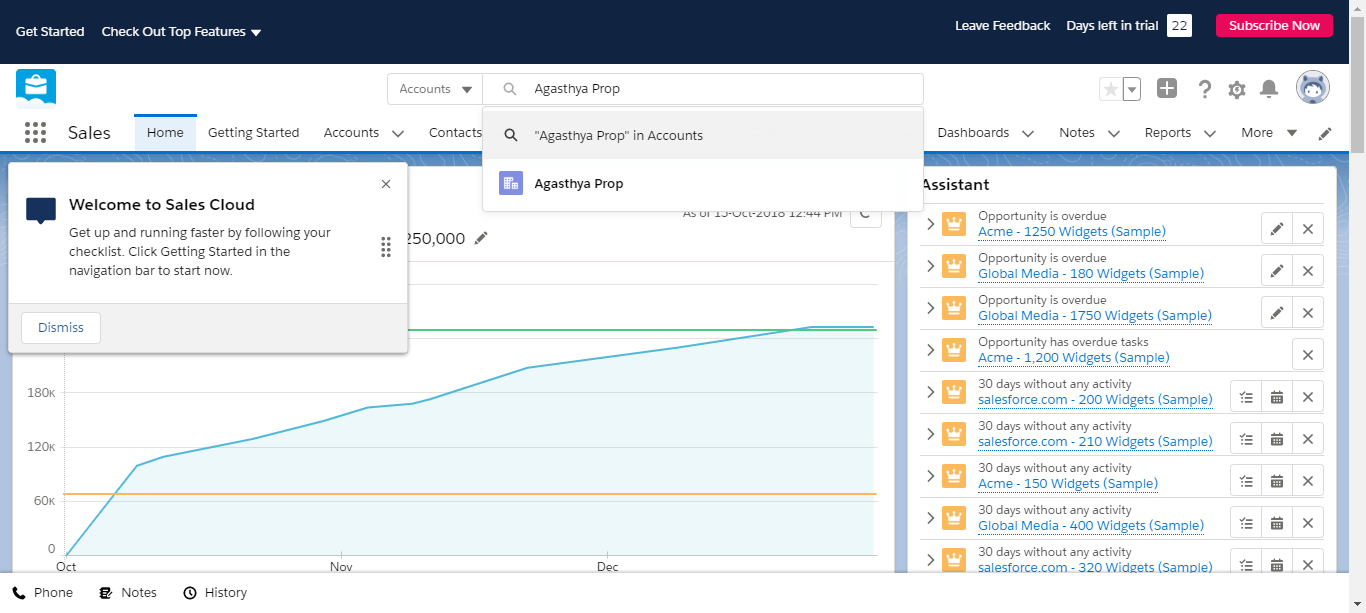 Get Started
Check Out Top Features
Leave Feedback
Days left in trial
22
Subscribe Now
Accounts
Agasthya Prop
Sales
Home
Getting Started
Accounts
Contacts
Dashboards
Notes
Reports
More
"Agasthya Prop" in Accounts
Agasthya Prop
Welcome to Sales Cloud
Get up and running faster by following your
checklist. Click Getting Started in the
navigation bar to start now.
Dismiss
As of 15-Oct-2018 12:44 PM
250,000
180K
120K
60K
0
Oct
Nov
Dec
Assistant
Opportunity is overdue
Acme - 1250 Widgets (Sample)
Opportunity is overdue
Global Media - 180 Widgets (Sample)
Opportunity is overdue
Global Media - 1750 Widgets (Sample)
Opportunity has overdue tasks
Acme - 1,200 Widgets (Sample)
30 days without any activity
salesforce.com - 200 Widgets (Sample)
30 days without any activity
salesforce.com - 210 Widgets (Sample)
30 days without any activity
Acme - 150 Widgets (Sample)
30 days without any activity
Global Media - 400 Widgets (Sample)
30 days without any activity
salesforce.com - 320 Widgets (Sample)
Phone
Notes
History